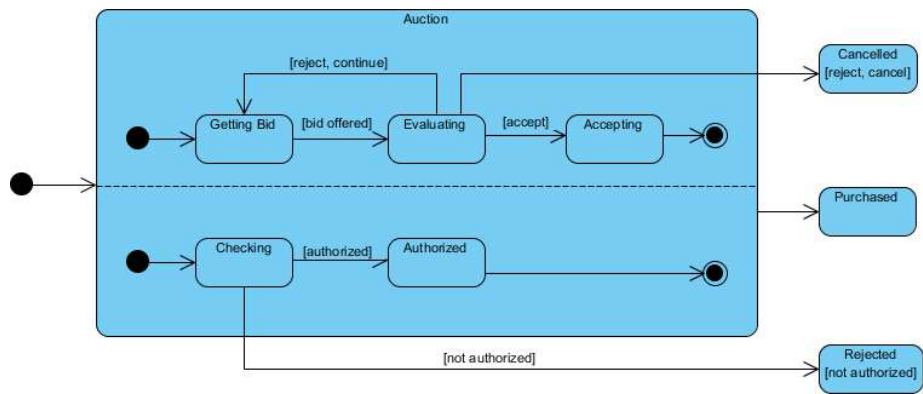 Auction
Cancelled
[reject, cancel]
[reject, continue]
Getting Bid
[bid offered]
Evaluating
[accept]
Accepting
Purchased
Checking
[authorized]
Authorized
[not authorized]
Rejected
[not authorized]